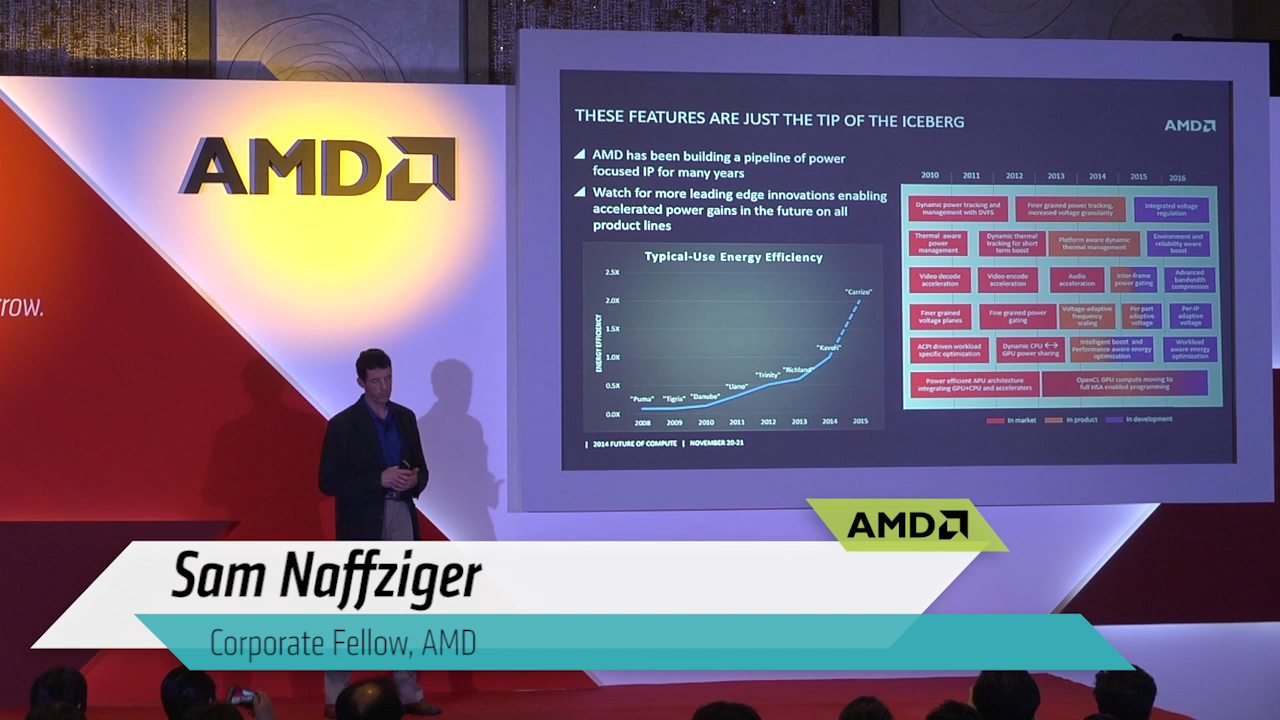 AMD
row.
THESE FEATURES ARE JUST THE TIP OF THE ICEBERG
AMD
AMD has been building a pipeline of power
focused IP for many years
Watch for more leading edge innovations enabling
accelerated power gains in the future on all
product lines
Typical-Use Energy Efficiency
ENERGY EFFICIENCY
2.5X
2.0X
1.5X
1.0X
0.5X
0.0X
"Puma"
"Tigris"
"Danube"
"Llano"
"Trinity"
"Richland"
"Kaveri"
"Carrizo"
2008 2009 2010 2011 2012 2013 2014 2015
| 2014 FUTURE OF COMPUTE | NOVEMBER 20-21
2010 2011 2012 2013 2014 2015 2016
Dynamic power tracking and
management with DVFS
Finer grained power tracking,
increased voltage granularity
Integrated voltage
regulation
Thermal aware
power
management
Dynamic thermal
tracking for short
term boost
Platform aware dynamic
thermal management
Environment and
reliability aware
boost
Video decode
acceleration
Video encode
acceleration
Audio
acceleration
Inter-frame
power gating
Advanced
bandwidth
compression
Finer grained
voltage planes
Fine grained power
gating
Voltage-adaptive
frequency
scaling
Per part
adaptive
voltage
Per-IP
adaptive
voltage
ACPI driven workload
specific optimization
Dynamic CPU ↔
GPU power sharing
Intelligent boost and
Performance aware energy
optimization
Workload
aware energy
optimization
Power efficient APU architecture
integrating GPU+CPU and accelerators
OpenCL GPU compute moving to
full HSA enabled programming
In market
In product
In development
AMD
Sam Naffziger
Corporate Fellow, AMD